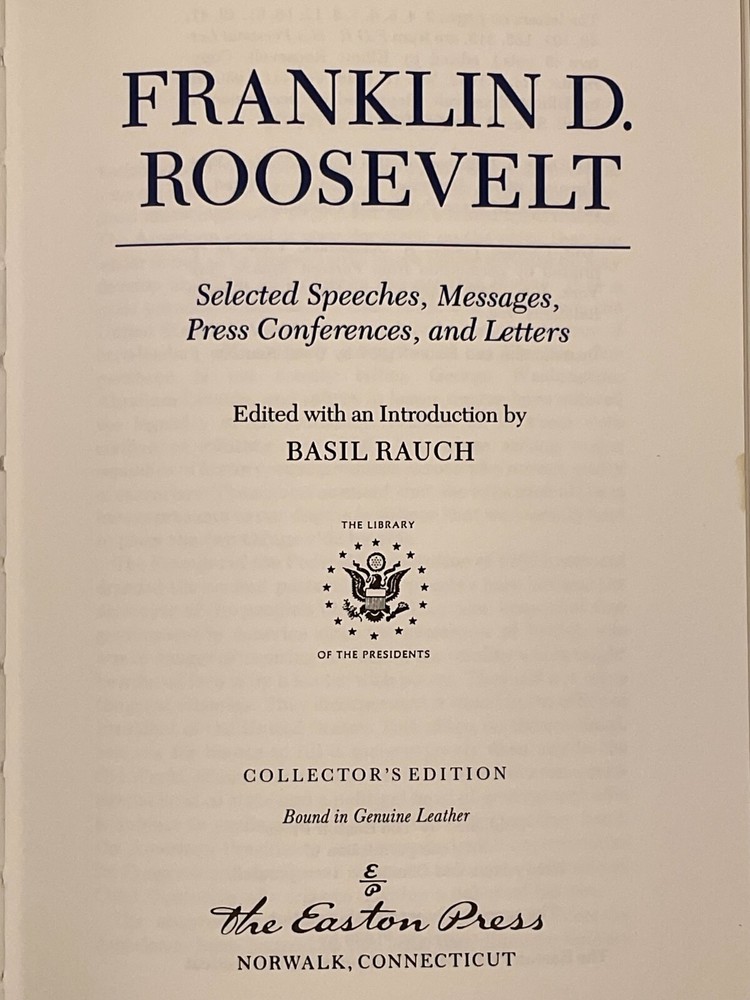 FRANKLIN D.
ROOSEVELT
Selected Speeches, Messages,
Press Conferences, and Letters
Edited with an Introduction by
BASIL RAUCH
THE LIBRARY
OF THE PRESIDENTS
COLLECTOR'S EDITION
Bound in Genuine Leather
E
P
The Easton Press
NORWALK, CONNECTICUT